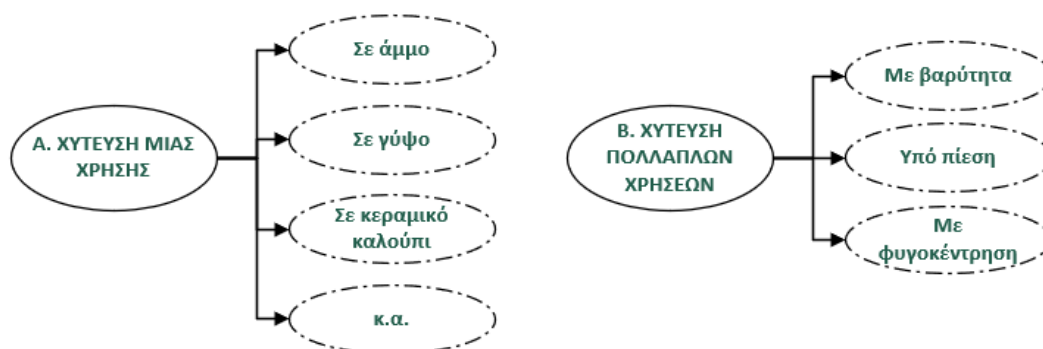 Α. ΧΥΤΕΥΣΗ ΜΙΑΣ
ΧΡΗΣΗΣ
Σε άμμο
Σε γύψο
Σε κεραμικό
καλούπι
κ.α.
Β. ΧΥΤΕΥΣΗ
ΠΟΛΛΑΠΛΩΝ
ΧΡΗΣΕΩΝ
Με βαρύτητα
Υπό πίεση
Με
φυγοκέντρηση